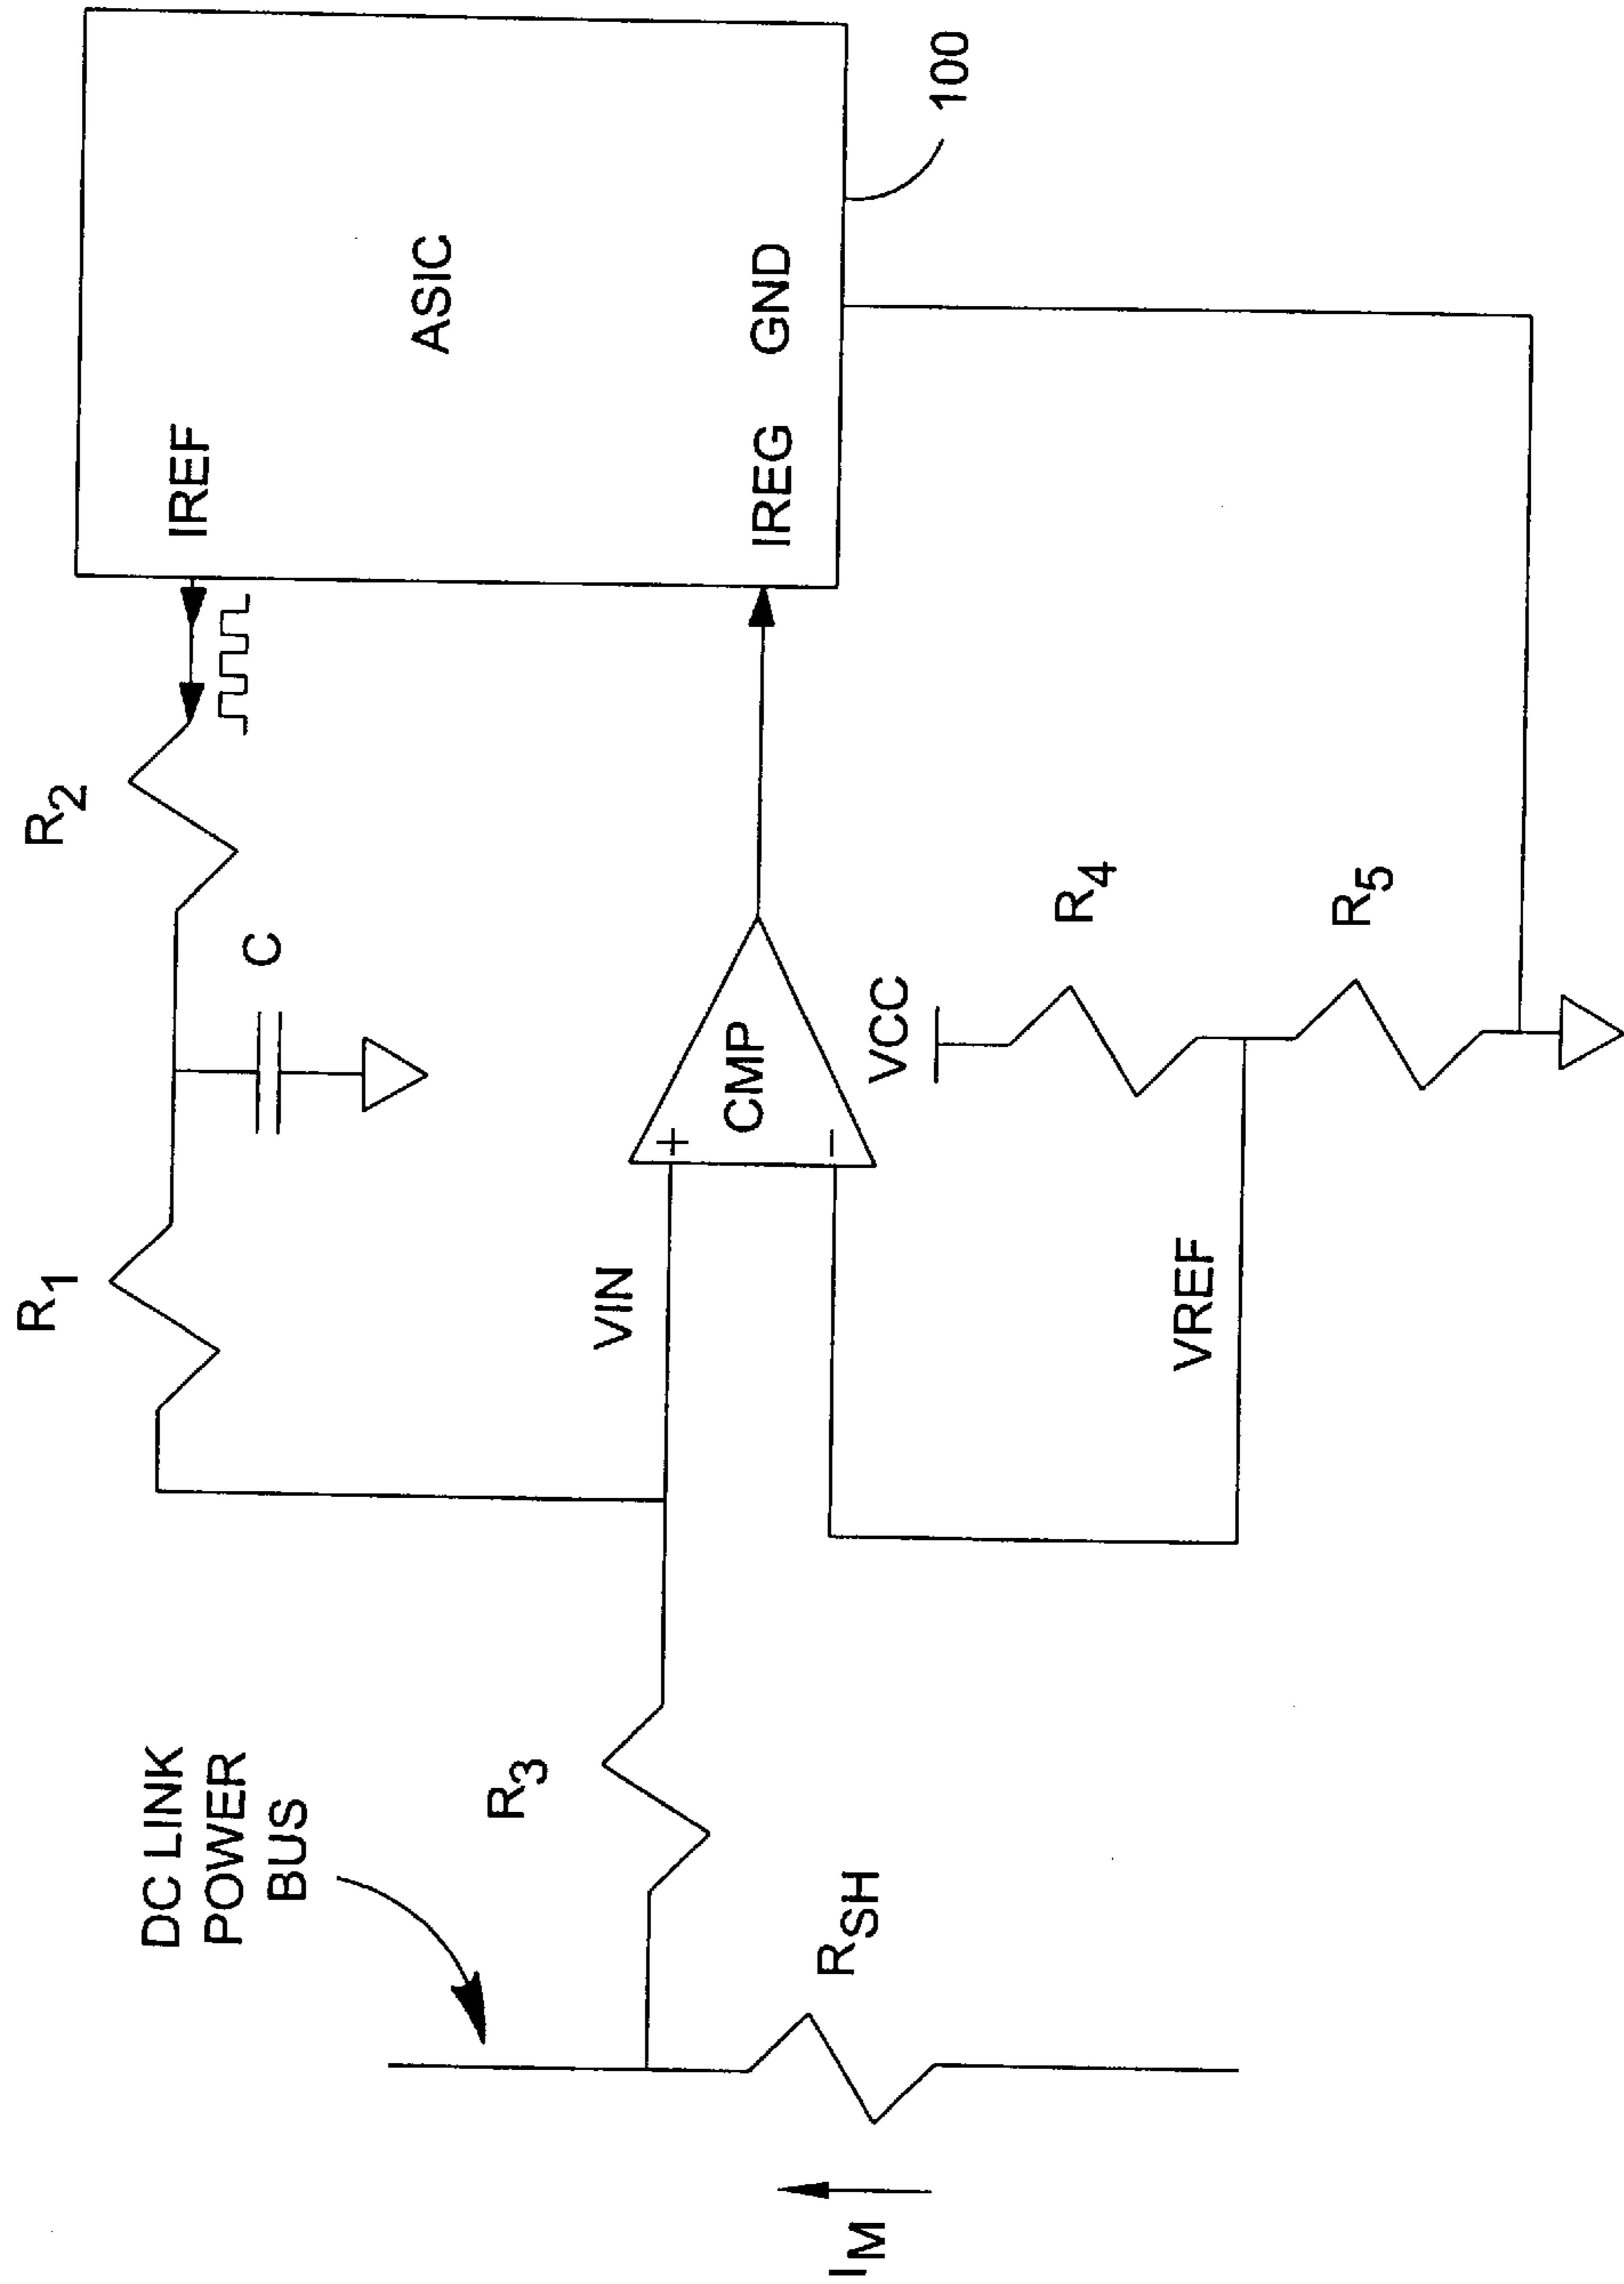 DC LINK
POWER
BUS
R1
R2
IREF
C
ASIC
R3
VIN
+
CMP
−
IREG GND
100
IM
RSH
VCC
R4
VREF
R5